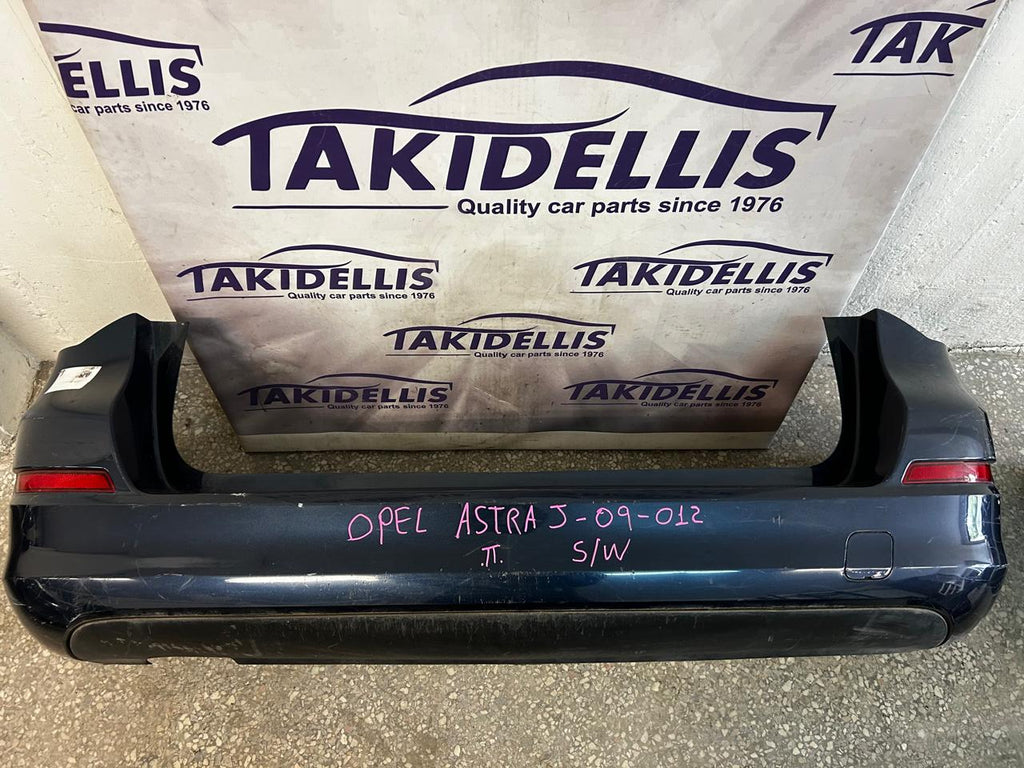 ELLIS
car parts since 1976
TAK
TAKIDELLIS
Quality car parts since 1976
TAKIDELLIS
Quality car parts since 1976
TAKIDELLIS
Quality car parts since 1976
TAKIDELLIS
Quality car parts since 1976
TAKIDELLIS
Quality car parts since 1976
TAKIDELLIS
Quality car parts since 1976
OPEL ASTRA J-09-012
.π. S/W